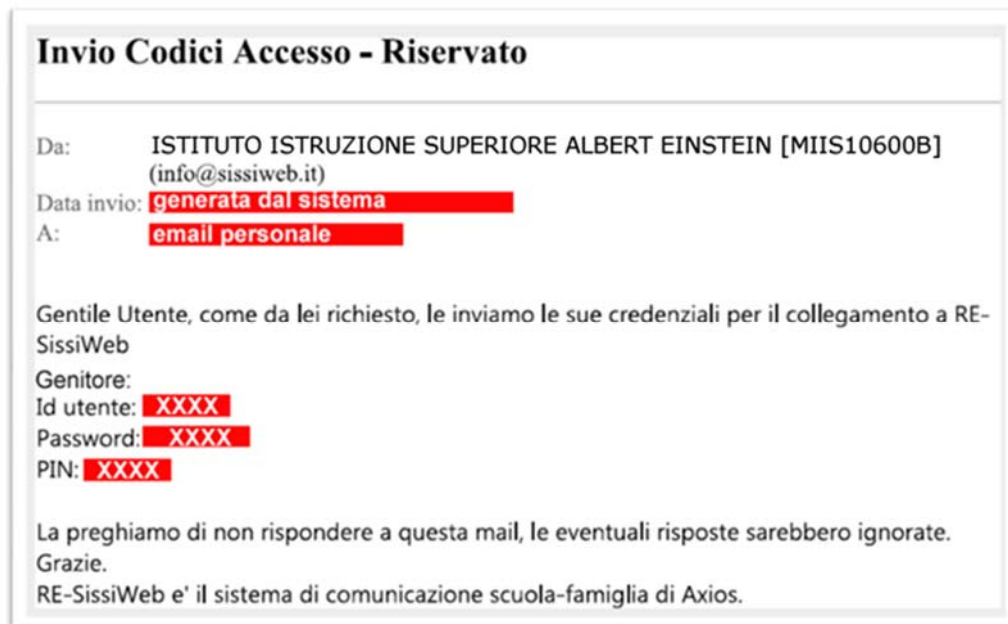 Invio Codici Accesso - Riservato
Da: ISTITUTO ISTRUZIONE SUPERIORE ALBERT EINSTEIN [MIIS10600B]
(info@sissiweb.it)
Data invio: generata dal sistema
A: email personale
Gentile Utente, come da lei richiesto, le inviamo le sue credenziali per il collegamento a RE-
SissiWeb
Genitore:
Id utente: XXXX
Password: XXXX
PIN: XXXX
La preghiamo di non rispondere a questa mail, le eventuali risposte sarebbero ignorate.
Grazie.
RE-SissiWeb e' il sistema di comunicazione scuola-famiglia di Axios.